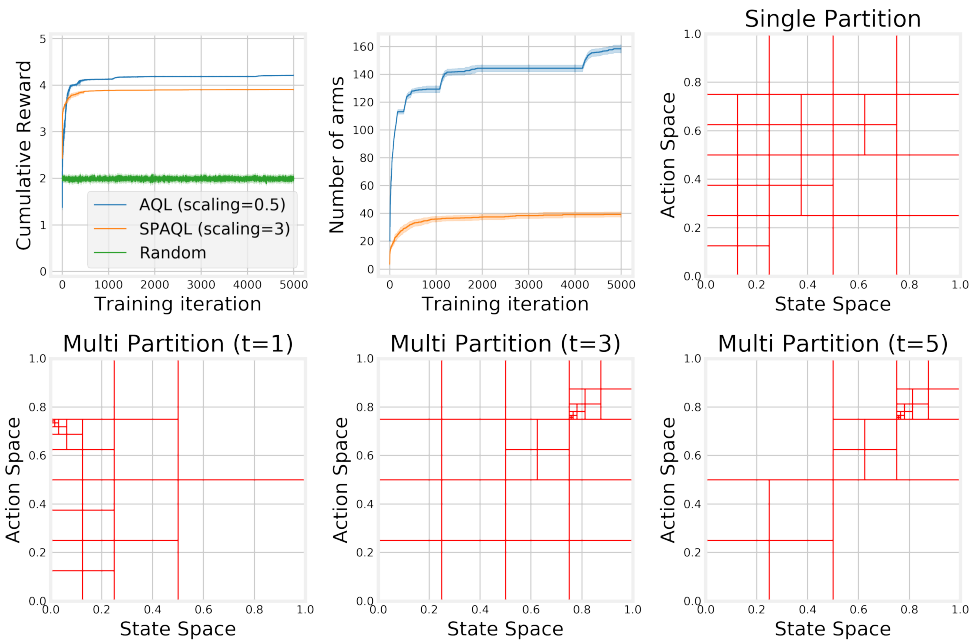 Cumulative Reward
5
4
3
2
1
0
AQL (scaling=0.5)
SPAQL (scaling=3)
Random
0 1000 2000 3000 4000 5000
Training iteration
Number of arms
160
140
120
100
80
60
40
20
0
0 1000 2000 3000 4000 5000
Training iteration
Single Partition
Action Space
1.0
0.8
0.6
0.4
0.2
0.0
0.0 0.2 0.4 0.6 0.8 1.0
State Space
Multi Partition (t=1)
Action Space
1.0
0.8
0.6
0.4
0.2
0.0
0.0 0.2 0.4 0.6 0.8 1.0
State Space
Multi Partition (t=3)
Action Space
1.0
0.8
0.6
0.4
0.2
0.0
0.0 0.2 0.4 0.6 0.8 1.0
State Space
Multi Partition (t=5)
Action Space
1.0
0.8
0.6
0.4
0.2
0.0
0.0 0.2 0.4 0.6 0.8 1.0
State Space